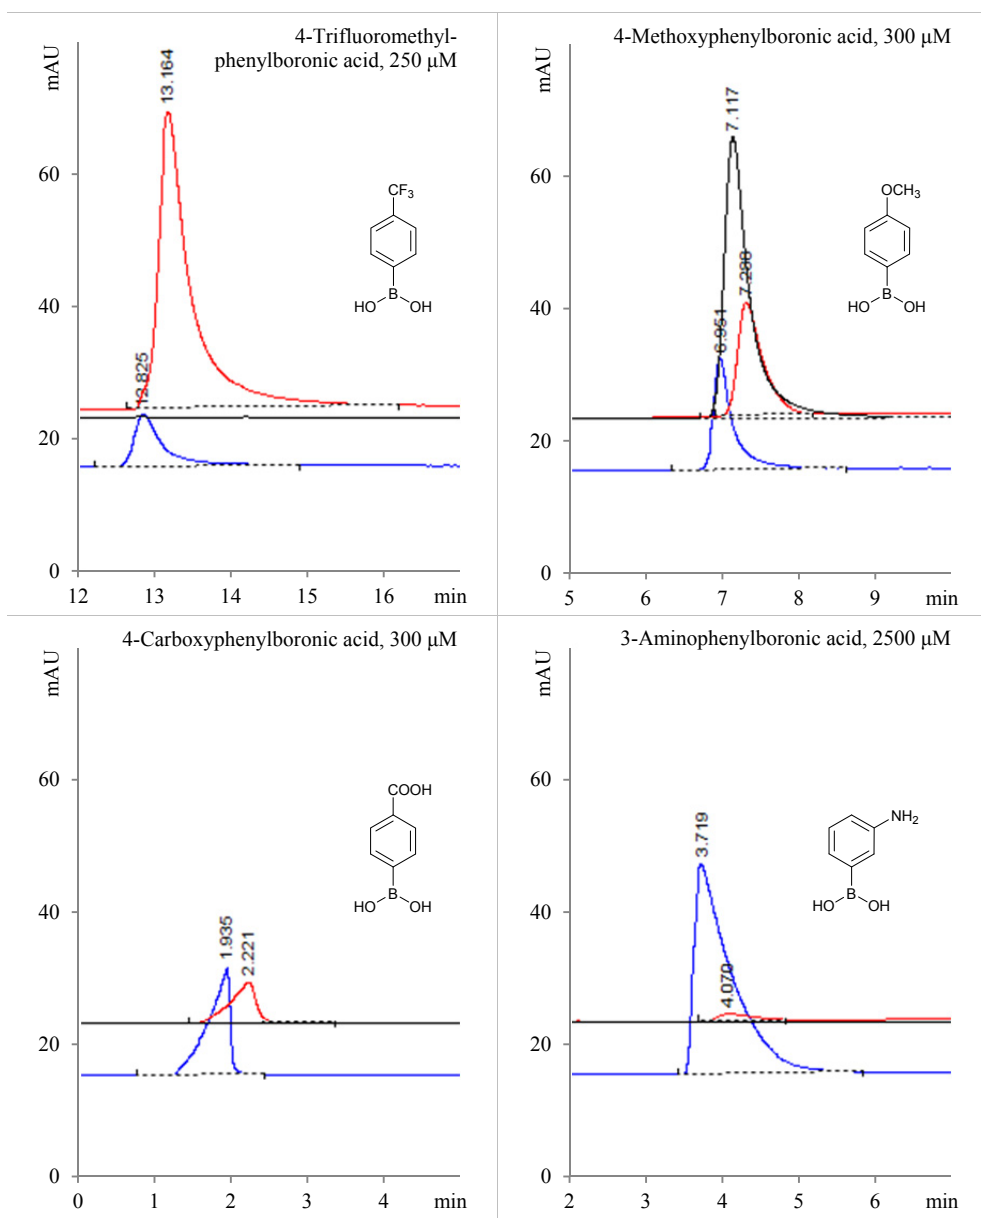 4-Trifluoromethyl-
phenylboronic acid, 250 μM
mAU
13.164
12.825
CF3
B
HO
OH
60
40
20
0
12 13 14 15 16 min
4-Methoxyphenylboronic acid, 300 μM
mAU
7.117
7.288
6.951
OCH3
B
HO
OH
60
40
20
0
5 6 7 8 9 min
4-Carboxyphenylboronic acid, 300 μM
mAU
1.935
2.221
COOH
B
HO
OH
60
40
20
0
0 1 2 3 4 min
3-Aminophenylboronic acid, 2500 μM
mAU
3.719
4.070
NH2
B
HO
OH
60
40
20
0
2 3 4 5 6 min